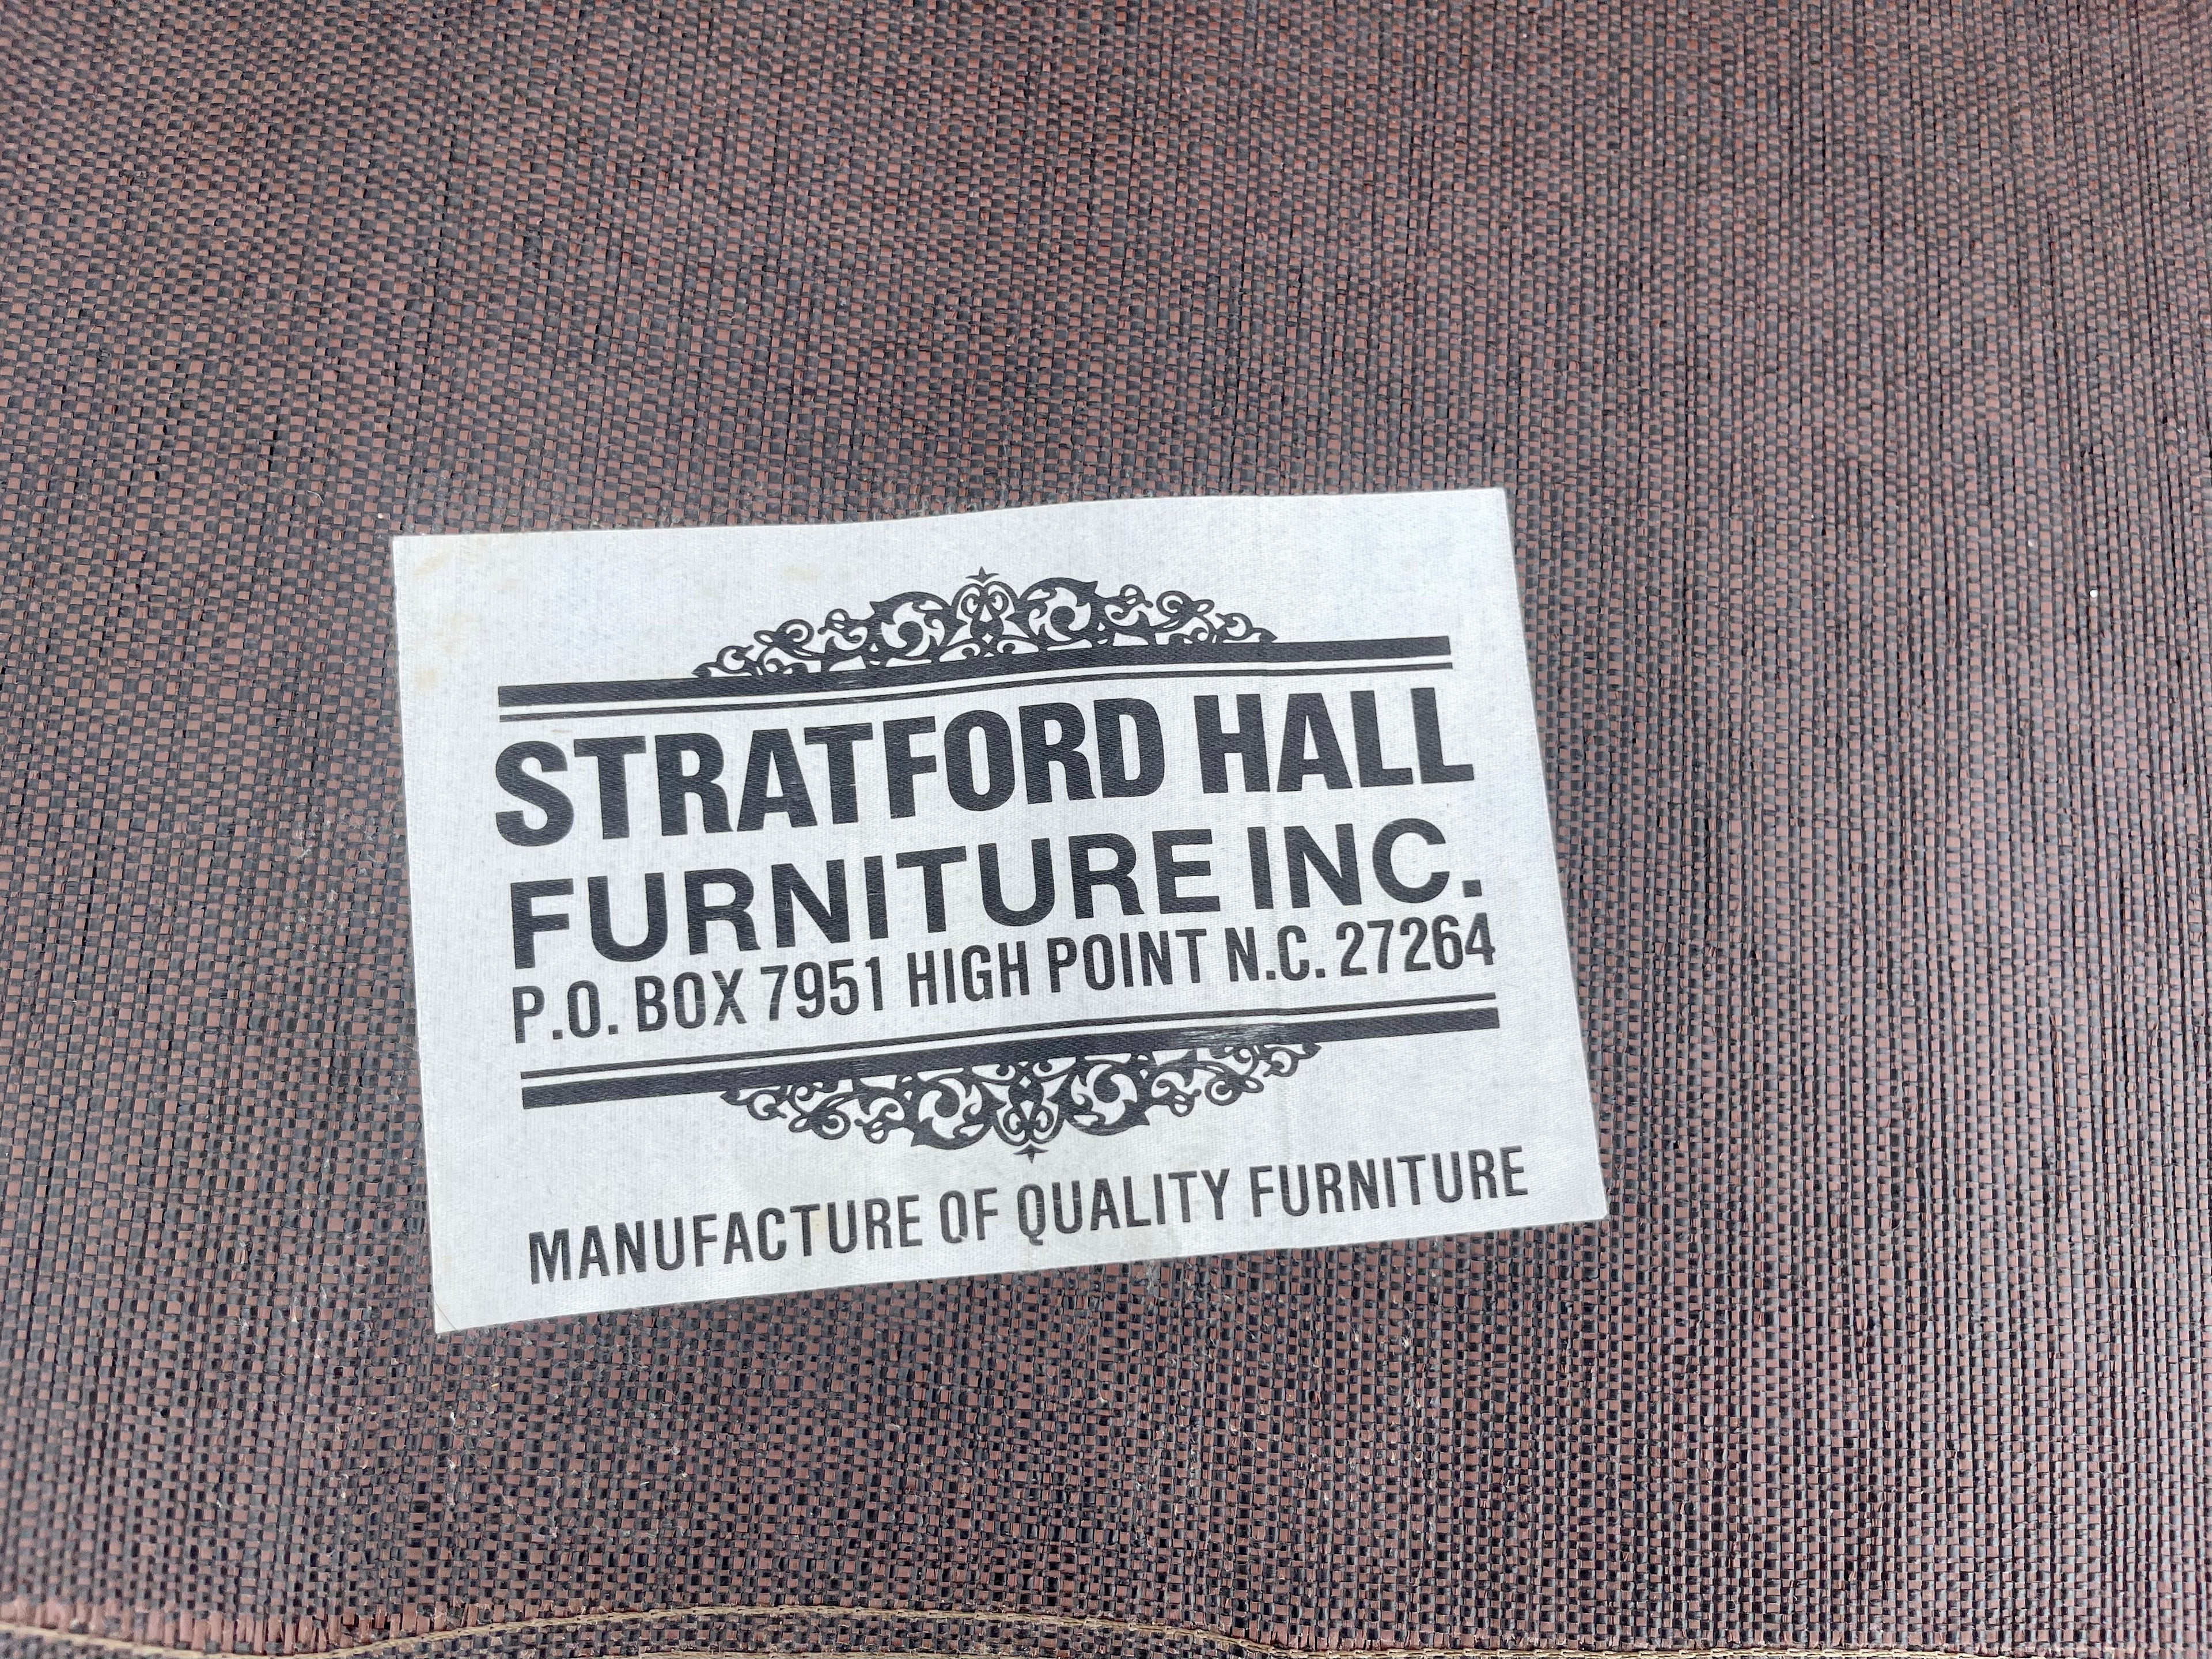 STRATFORD HALL
FURNITURE INC.
P.O. BOX 7951 HIGH POINT N.C. 27264
MANUFACTURE OF QUALITY FURNITURE